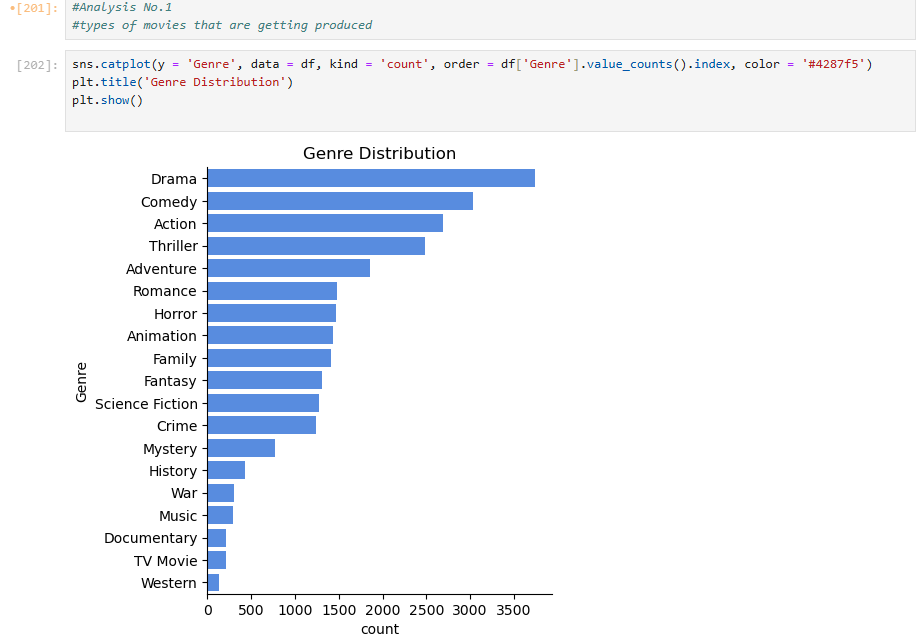 •[201]: #Analysis No.1
#types of movies that are getting produced
[202]: sns.catplot(y = 'Genre', data = df, kind = 'count', order = df['Genre'].value_counts().index, color = '#4287f5')
plt.title('Genre Distribution')
plt.show()
Genre Distribution
Drama
Comedy
Action
Thriller
Adventure
Romance
Horror
Animation
Family
Fantasy
Science Fiction
Crime
Mystery
History
War
Music
Documentary
TV Movie
Western
Genre
0 500 1000 1500 2000 2500 3000 3500
count